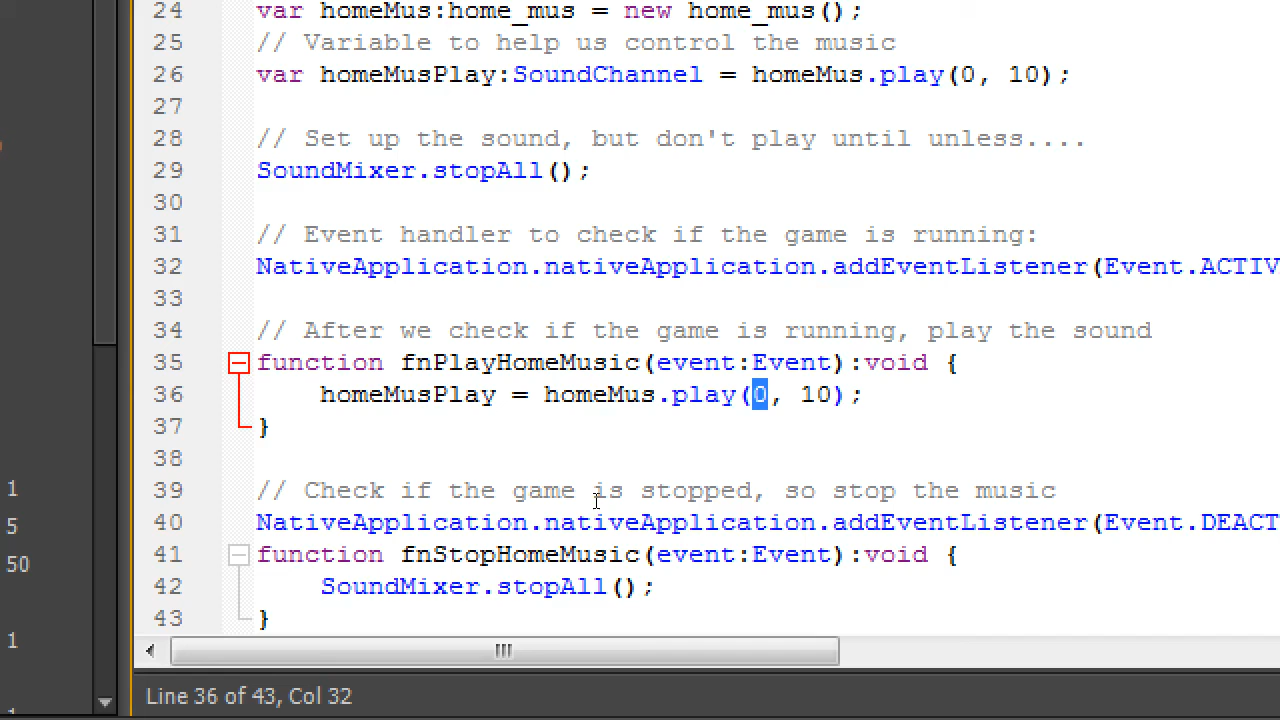 24 var homeMus:home_mus = new home_mus();
25 // Variable to help us control the music
26 var homeMusPlay:SoundChannel = homeMus.play(0, 10);
27
28 // Set up the sound, but don't play until unless....
29 SoundMixer.stopAll();
30
31 // Event handler to check if the game is running:
32 NativeApplication.nativeApplication.addEventListener(Event.ACTIV
33
34 // After we check if the game is running, play the sound
35 function fnPlayHomeMusic(event:Event):void {
36 homeMusPlay = homeMus.play(0, 10);
37 }
38
39 // Check if the game is stopped, so stop the music
1
40 NativeApplication.nativeApplication.addEventListener(Event.DEACT
5
41 function fnStopHomeMusic(event:Event):void {
50
42 SoundMixer.stopAll();
43 }
1
Line 36 of 43, Col 32